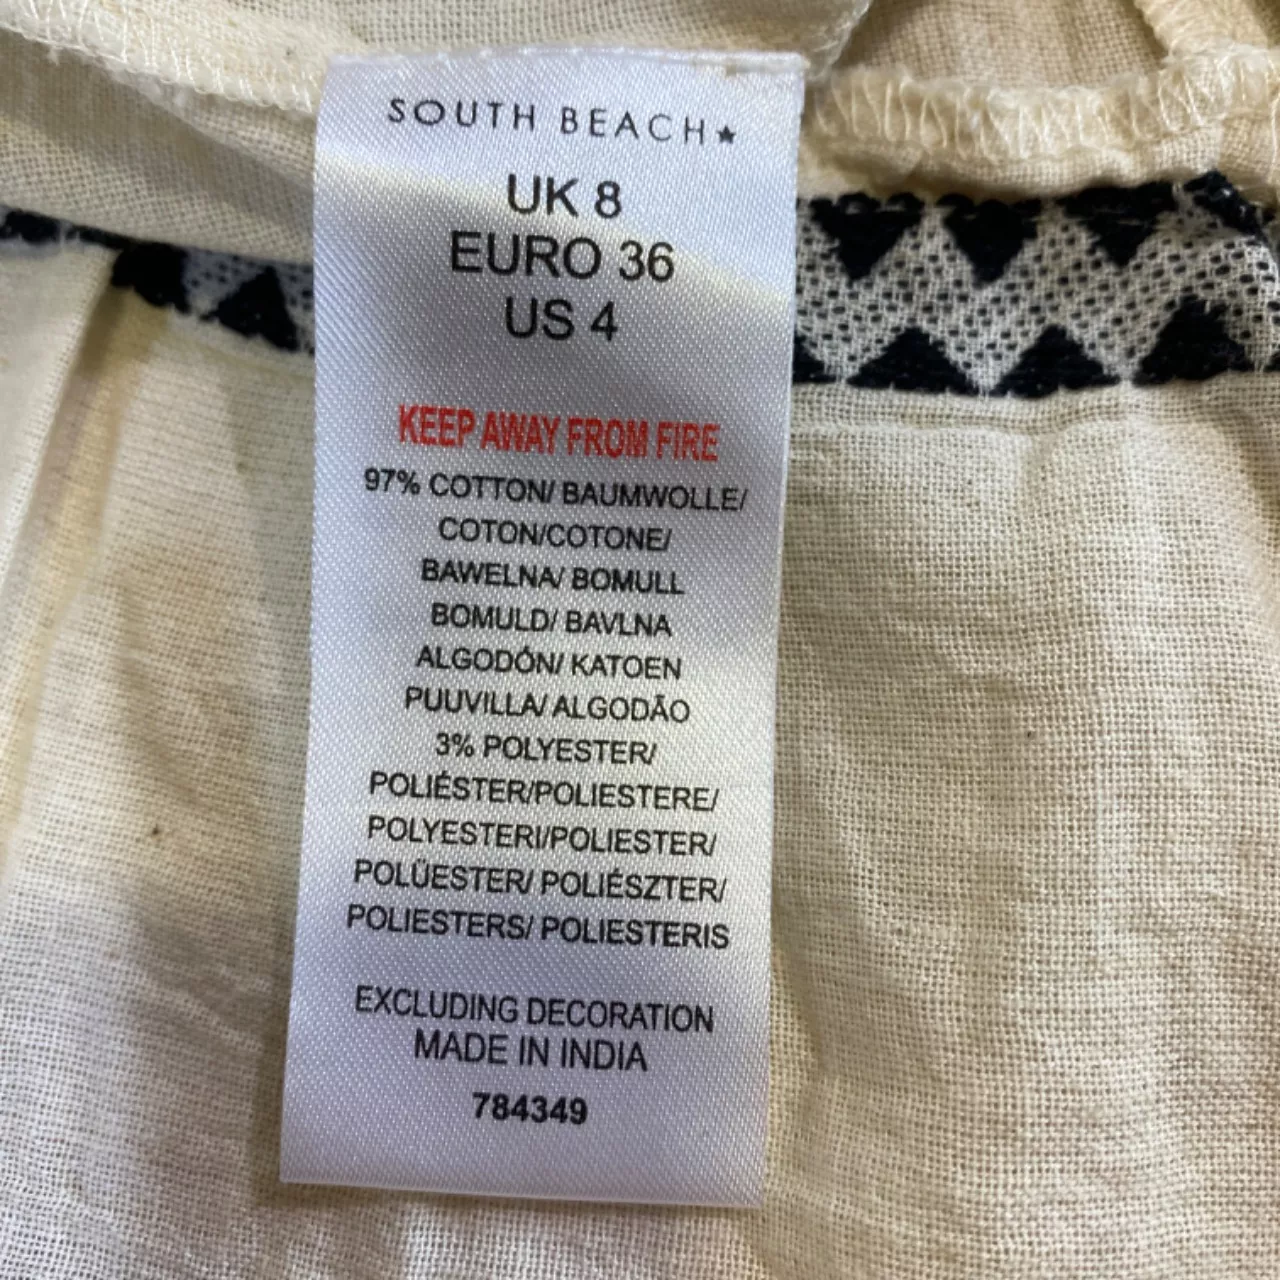 SOUTH BEACH★
UK 8
EURO 36
US 4
KEEP AWAY FROM FIRE
97% COTTON/ BAUMWOLLE/
COTON/COTONE/
BAWELNA/ BOMULL
BOMULD/ BAVLNA
ALGODÓN/ KATOEN
PUUVILLA/ ALGODÃO
3% POLYESTER/
POLIÉSTER/POLIESTERE/
POLYESTERI/POLIESTER/
POLÜESTER/ POLIÉSZTER/
POLIESTERS/ POLIESTERIS
EXCLUDING DECORATION
MADE IN INDIA
784349